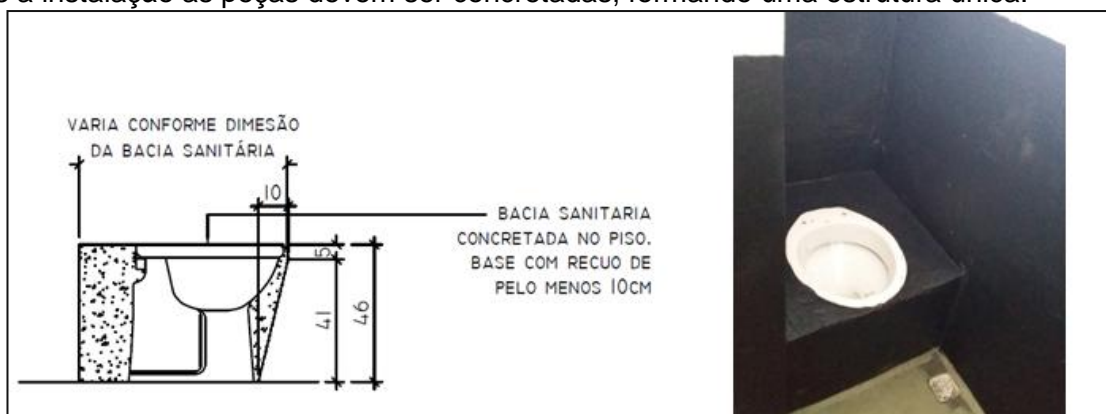 a instalação as peças devem ser concretadas, formando uma estrutura única.
VARIA CONFORME DIMESÃO
DA BACIA SANITÁRIA
10
BACIA SANITARIA
CONCRETADA NO PISO.
BASE COM RECUO DE
PELO MENOS 10CM
5
41
46